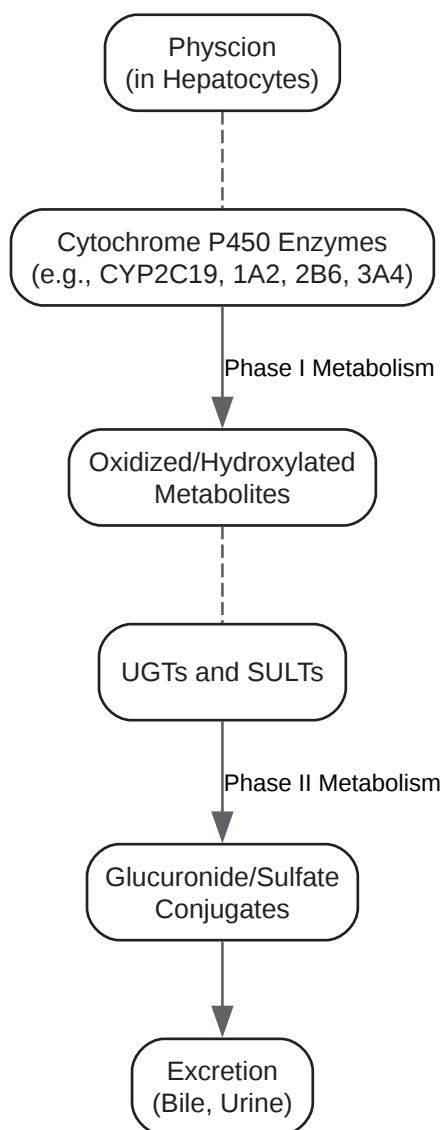 Physcion
(in Hepatocytes)
Cytochrome P450 Enzymes
(e.g., CYP2C19, 1A2, 2B6, 3A4)
Phase I Metabolism
Oxidized/Hydroxylated
Metabolites
UGTs and SULTs
Phase II Metabolism
Glucuronide/Sulfate
Conjugates
Excretion
(Bile, Urine)